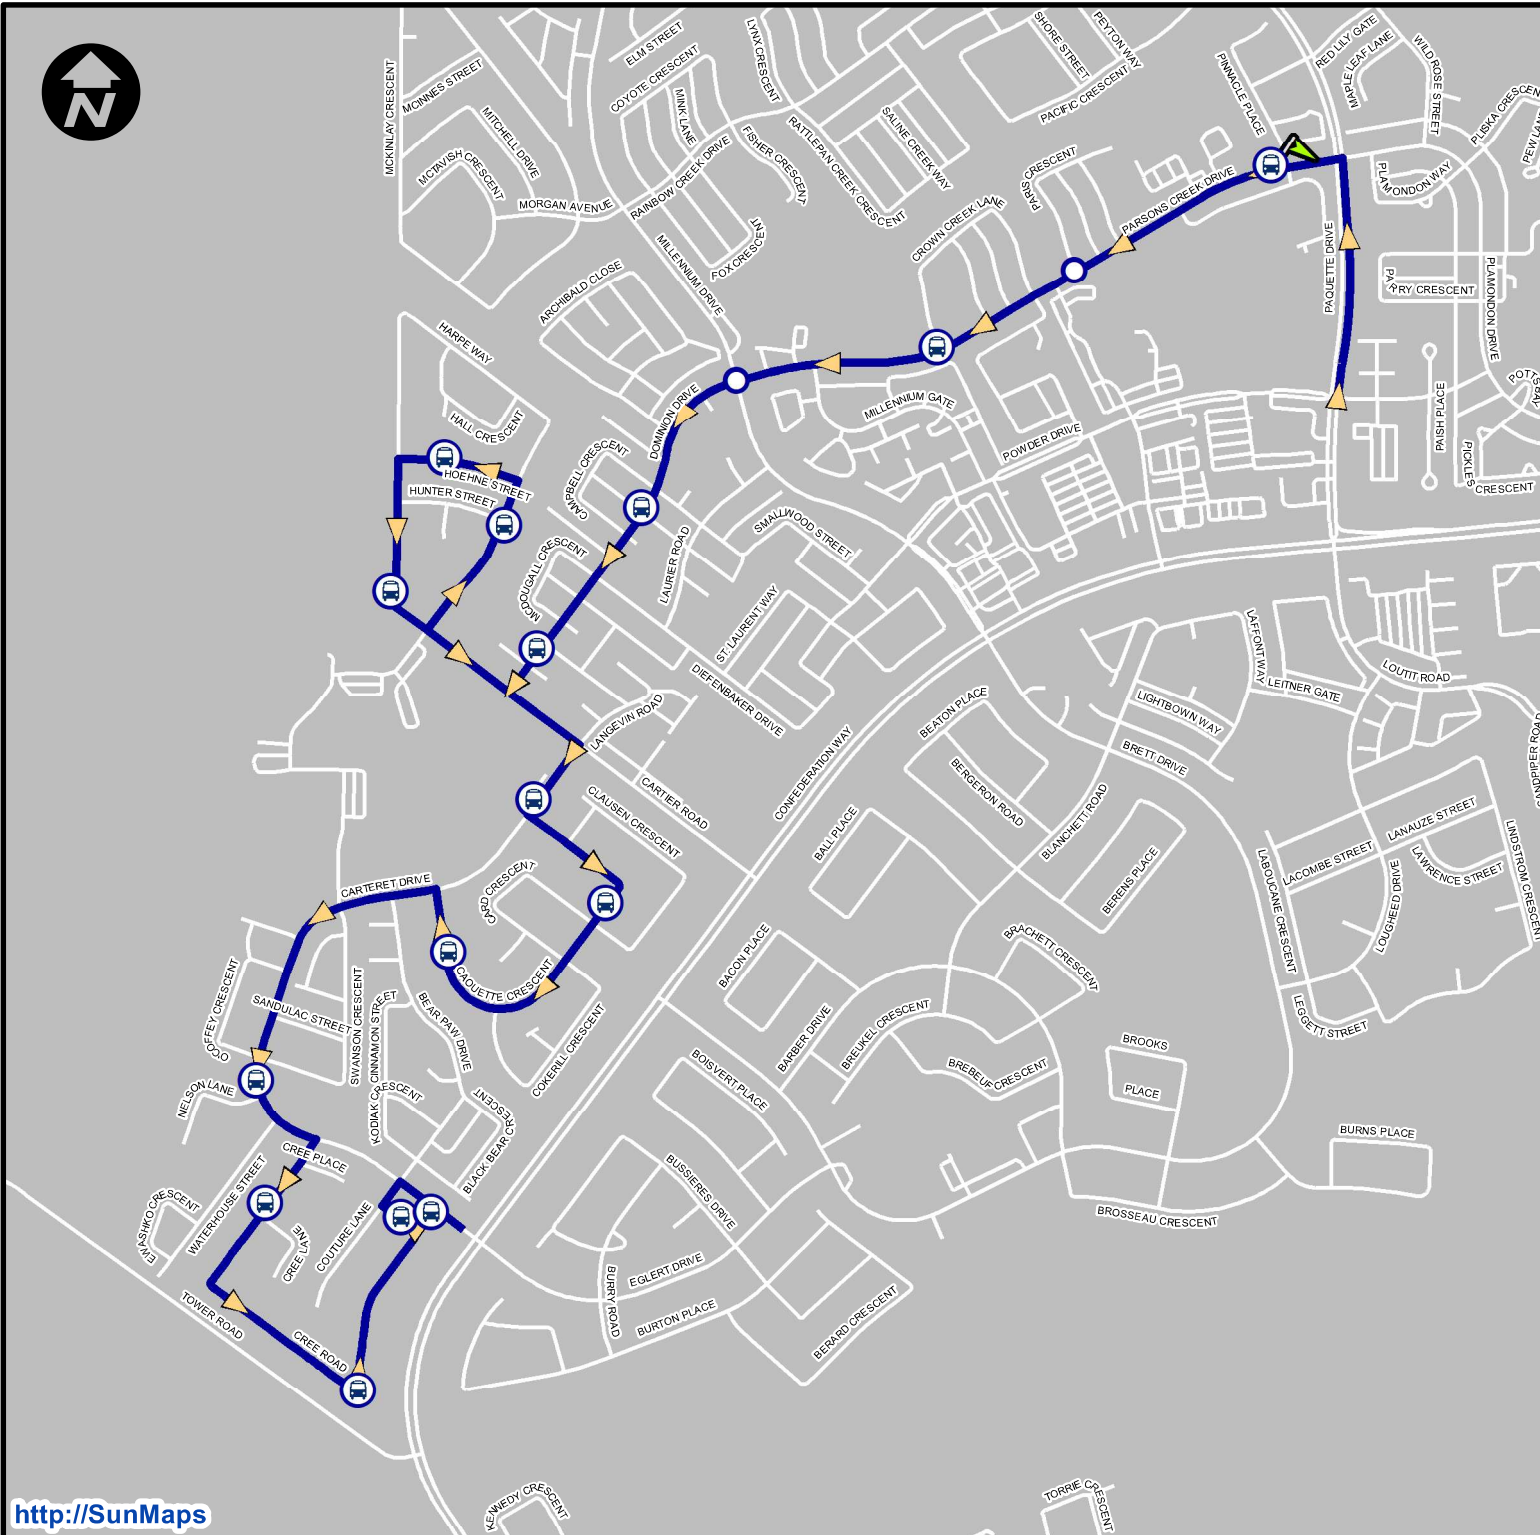 N
MCKINLAY CRESCENT
MCINNES STREET
MITCHELL DRIVE
MCTAVISH CRESCENT
MORGAN AVENUE
ELM STREET
COYOTE CRESCENT
MINK LANE
LYNX CRESCENT
FISHER CRESCENT
RAINBOW CREEK DRIVE
RATTLEPAN CREEK CRESCENT
SALINE CREEK WAY
SHORE STREET
PEYTON WAY
PACIFIC CRESCENT
PINNACLE PLACE
RED LILY GATE
MAPLE LEAF LANE
WILD ROSE STREET
PLAMONDON WAY
PARIS CRESCENT
PARSONS CREEK DRIVE
CROWN CREEK LANE
FOX CRESCENT
MILLENNIUM DRIVE
ARCHIBALD CLOSE
PAQUETTE DRIVE
PARRY CRESCENT
PLAMONDON DRIVE
HARPE WAY
HALL CRESCENT
HOEHNE STREET
HUNTER STREET
DOMINION DRIVE
CAMPBELL CRESCENT
MILLENNIUM GATE
POWDER DRIVE
PAISH PLACE
PICKLES
CRESCENT
MCDOUGALL CRESCENT
LAURIER ROAD
SMALLWOOD STREET
ST. LAURENT WAY
DIEFENBAKER DRIVE
LANGEVIN ROAD
CARTIER ROAD
CLAUSEN CRESCENT
CONFEDERATION WAY
BEATON PLACE
BERGERON ROAD
LIGHTBOWN WAY
BRETT DRIVE
LAFFONT WAY
LEITNER GATE
LOUTIT ROAD
BALL PLACE
BLANCHETT ROAD
BERENS PLACE
LACOMBE STREET
LANAUZE STREET
LAWRENCE STREET
LINDSTROM CRESCENT
LABOUCANE CRESCENT
LOUGHEED DRIVE
LEGGETT STREET
CARTERET DRIVE
CARD CRESCENT
CAOUETTE CRESCENT
COKERILL CRESCENT
BACON PLACE
BRACHETT CRESCENT
BARBER DRIVE
BREUKEL CRESCENT
BREBEUF CRESCENT
BOISVERT PLACE
BROOKS
PLACE
BURNS PLACE
BROSSEAU CRESCENT
OCOFFEY CRESCENT
SANDULAC STREET
SWANSON CRESCENT
CINNAMON STREET
BEAR PAW DRIVE
KODIAK CRESCENT
BLACK BEAR CRESCENT
NELSON LANE
CREE PLACE
WATERHOUSE STREET
EWASHKO CRESCENT
CREE LANE
COUTURE LANE
TOWER ROAD
CREE ROAD
BUSSIERES DRIVE
EGLERT DRIVE
BURRY ROAD
BURTON PLACE
BERARD CRESCENT
KENNEDY CRESCENT
TORRIE CRESCENT
http://SunMaps